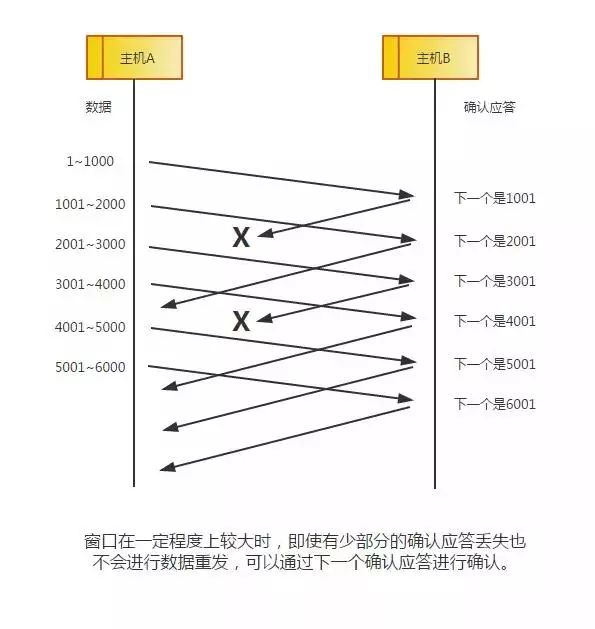 主机A
主机B
数据
确认应答
1~1000
下一个是1001
1001~2000
X
下一个是2001
2001~3000
下一个是3001
3001~4000
X
下一个是4001
4001~5000
下一个是5001
5001~6000
下一个是6001
窗口在一定程度上较大时，即使有少部分的确认应答丢失也
不会进行数据重发，可以通过下一个确认应答进行确认。